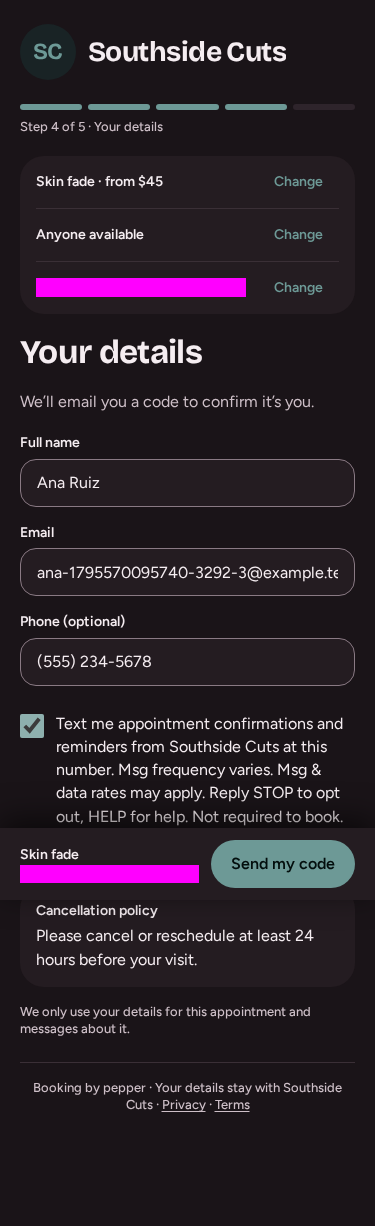 SC
Southside Cuts
Step 4 of 5 · Your details
Skin fade · from $45
Change
Anyone available
Change
Change
Your details
We’ll email you a code to confirm it’s you.
Full name
Ana Ruiz
Email
ana-1795570095740-3292-3@example.te
Phone (optional)
(555) 234-5678
Text me appointment confirmations and
reminders from Southside Cuts at this
number. Msg frequency varies. Msg &
data rates may apply. Reply STOP to opt
out, HELP for help. Not required to book.
Skin fade
Send my code
Cancellation policy
Please cancel or reschedule at least 24
hours before your visit.
We only use your details for this appointment and
messages about it.
Booking by pepper · Your details stay with Southside
Cuts · Privacy · Terms